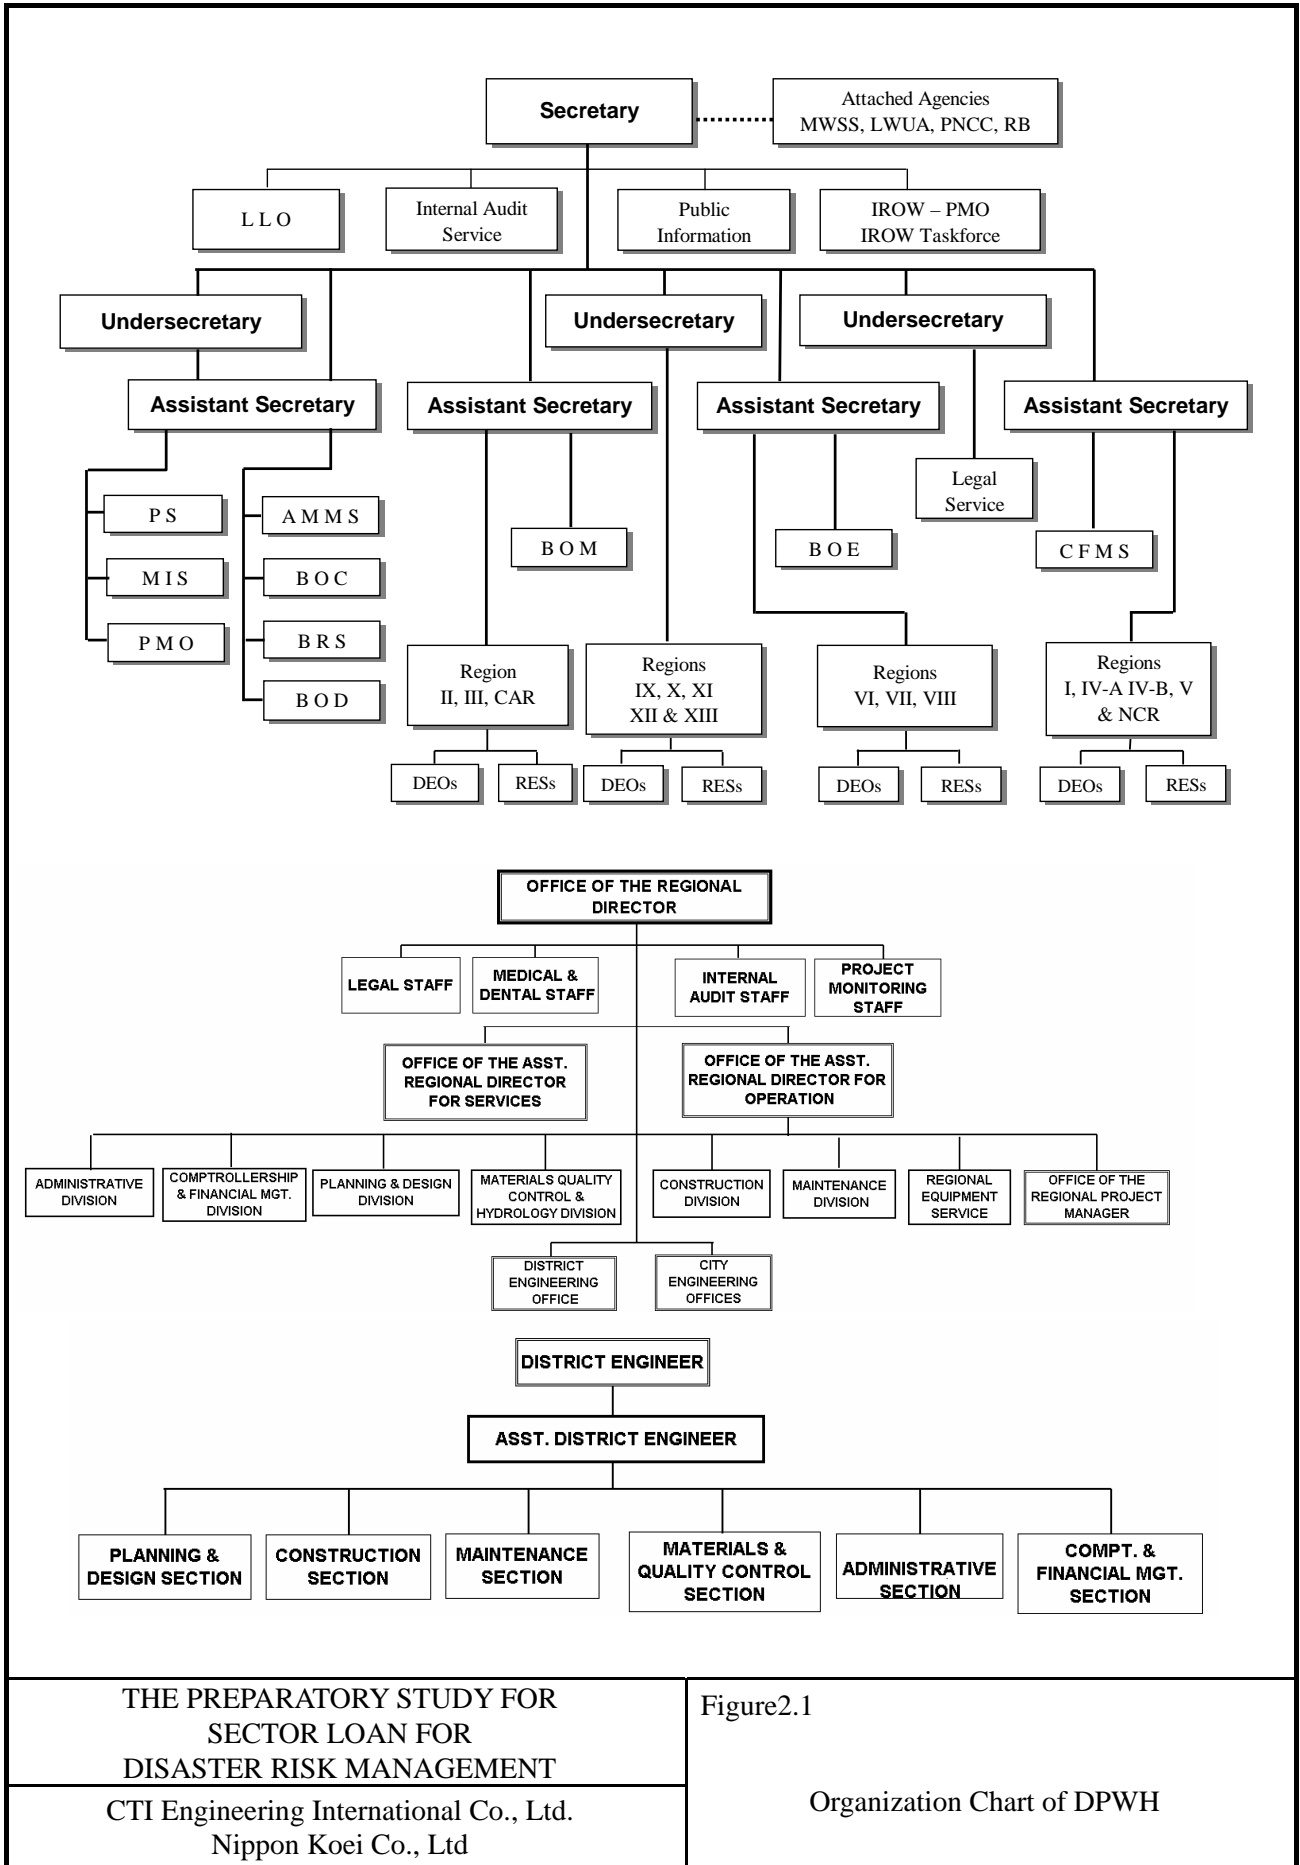 Secretary
Attached Agencies
MWSS, LWUA, PNCC, RB
L L O
Internal Audit
Service
Public
Information
IROW – PMO
IROW Taskforce
Undersecretary
Undersecretary
Undersecretary
Assistant Secretary
Assistant Secretary
Assistant Secretary
Assistant Secretary
P S
M I S
P M O
A M M S
B O C
B R S
B O D
B O M
B O E
Legal
Service
C F M S
Region
II, III, CAR
Regions
IX, X, XI
XII & XIII
Regions
VI, VII, VIII
Regions
I, IV-A IV-B, V
& NCR
DEOs
RESs
DEOs
RESs
DEOs
RESs
DEOs
RESs
OFFICE OF THE REGIONAL
DIRECTOR
LEGAL STAFF
MEDICAL &
DENTAL STAFF
INTERNAL
AUDIT STAFF
PROJECT
MONITORING
STAFF
OFFICE OF THE ASST.
REGIONAL DIRECTOR
FOR SERVICES
OFFICE OF THE ASST.
REGIONAL DIRECTOR FOR
OPERATION
ADMINISTRATIVE
DIVISION
COMPTROLLERSHIP
& FINANCIAL MGT.
DIVISION
PLANNING & DESIGN
DIVISION
MATERIALS QUALITY
CONTROL &
HYDROLOGY DIVISION
CONSTRUCTION
DIVISION
MAINTENANCE
DIVISION
REGIONAL
EQUIPMENT
SERVICE
OFFICE OF THE
REGIONAL PROJECT
MANAGER
DISTRICT
ENGINEERING
OFFICE
CITY
ENGINEERING
OFFICES
DISTRICT ENGINEER
ASST. DISTRICT ENGINEER
PLANNING &
DESIGN SECTION
CONSTRUCTION
SECTION
MAINTENANCE
SECTION
MATERIALS &
QUALITY CONTROL
SECTION
ADMINISTRATIVE
SECTION
COMPT. &
FINANCIAL MGT.
SECTION
THE PREPARATORY STUDY FOR
SECTOR LOAN FOR
DISASTER RISK MANAGEMENT
CTI Engineering International Co., Ltd.
Nippon Koei Co., Ltd
Figure2.1
Organization Chart of DPWH